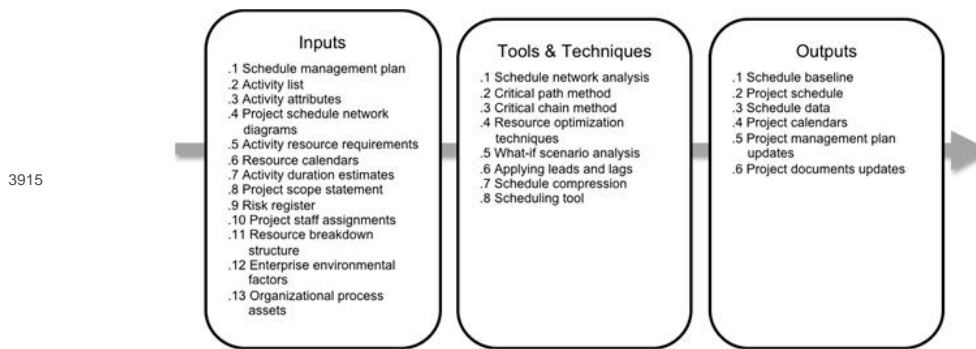 3915
Inputs
.1 Schedule management plan
.2 Activity list
.3 Activity attributes
.4 Project schedule network
diagrams
.5 Activity resource requirements
.6 Resource calendars
.7 Activity duration estimates
.8 Project scope statement
.9 Risk register
.10 Project staff assignments
.11 Resource breakdown
structure
.12 Enterprise environmental
factors
.13 Organizational process
assets
Tools & Techniques
.1 Schedule network analysis
.2 Critical path method
.3 Critical chain method
.4 Resource optimization
techniques
.5 What-if scenario analysis
.6 Applying leads and lags
.7 Schedule compression
.8 Scheduling tool
Outputs
.1 Schedule baseline
.2 Project schedule
.3 Schedule data
.4 Project calendars
.5 Project management plan
updates
.6 Project documents updates